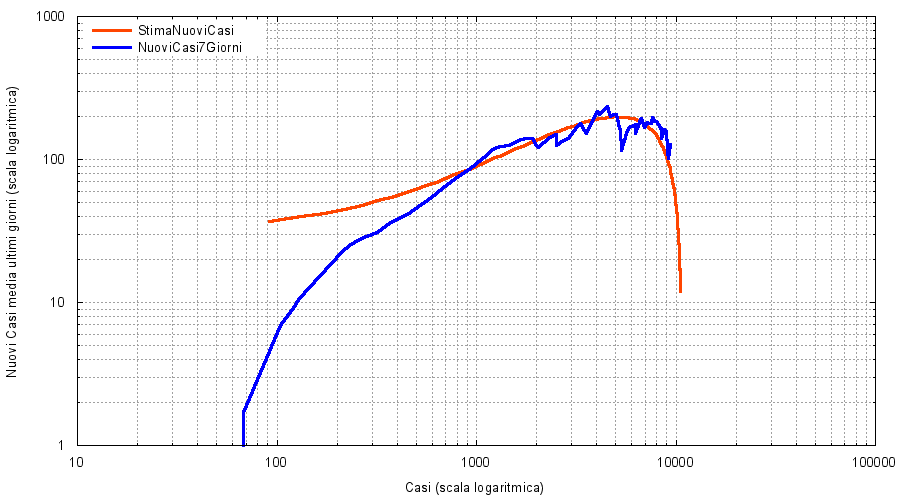 1000
StimaNuoviCasi
NuoviCasi7Giorni
100
10
1
Nuovi Casi media ultimi giorni (scala logaritmica)
10
100
1000
10000
100000
Casi (scala logaritmica)